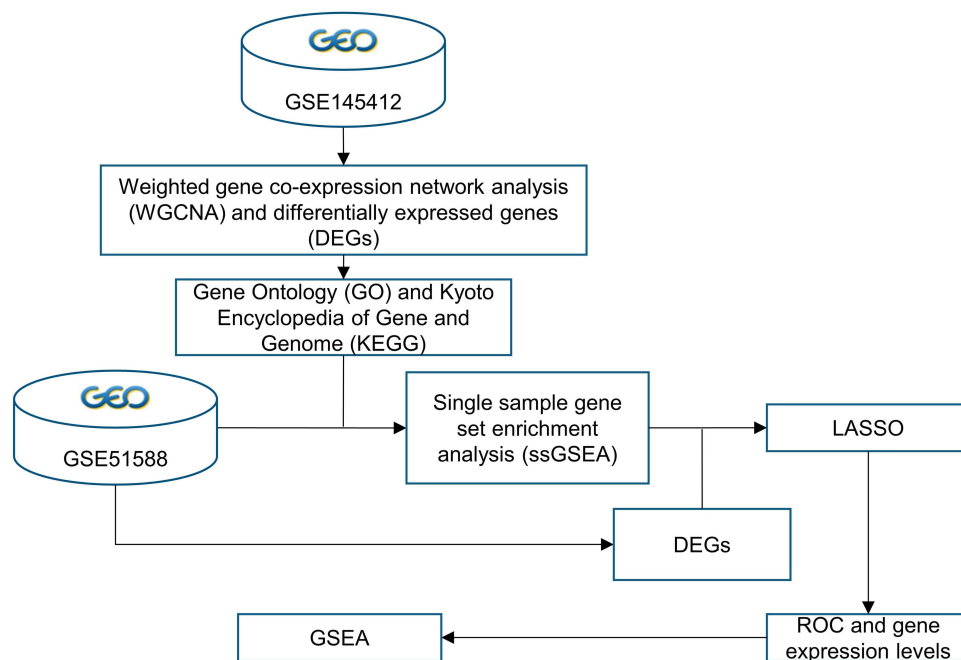 GEO
GSE145412
Weighted gene co-expression network analysis
(WGCNA) and differentially expressed genes
(DEGs)
Gene Ontology (GO) and Kyoto
Encyclopedia of Gene and
Genome (KEGG)
GEO
GSE51588
Single sample gene
set enrichment
analysis (ssGSEA)
LASSO
DEGs
GSEA
ROC and gene
expression levels